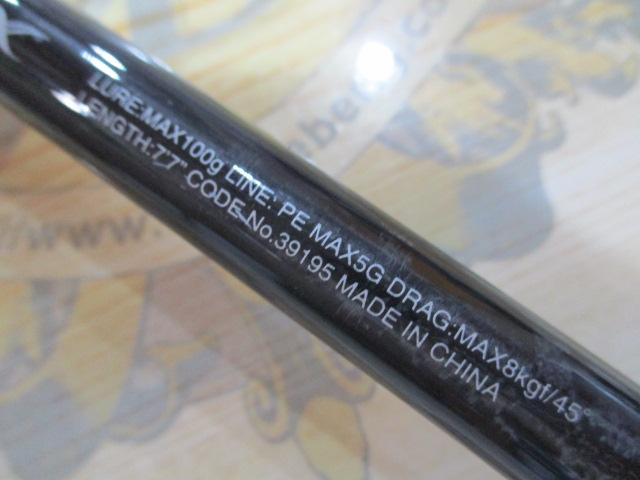 LURE:MAX100g LINE: PE MAX5G DRAG:MAX8kgf/45°
LENGTH:7'7" CODE No.39195 MADE IN CHINA